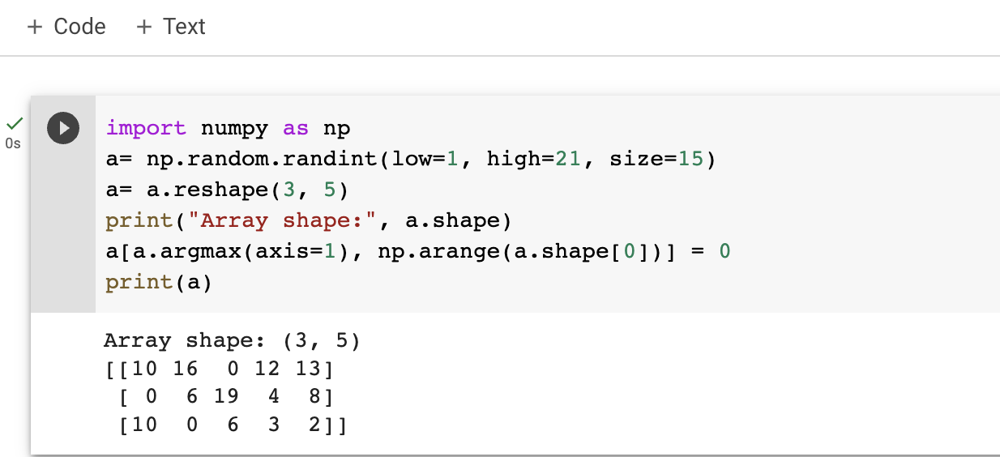 + Code + Text
0s
import numpy as np
a= np.random.randint(low=1, high=21, size=15)
a= a.reshape(3, 5)
print("Array shape:", a.shape)
a[a.argmax(axis=1), np.arange(a.shape[0])] = 0
print(a)
Array shape: (3, 5)
[[10 16  0 12 13]
 [ 0  6 19  4  8]
 [10  0  6  3  2]]